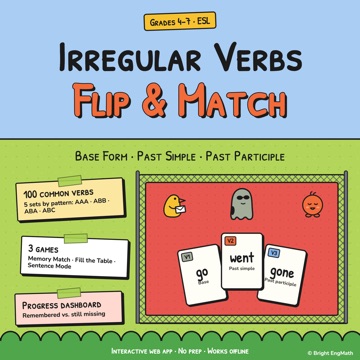 GRADES 4–7 · ESL
IRREGULAR VERBS
FLIP & MATCH
BASE FORM · PAST SIMPLE · PAST PARTICIPLE
100 COMMON VERBS
5 sets by pattern: AAA · ABB ·
ABA · ABC
3 GAMES
Memory Match · Fill the Table ·
Sentence Mode
PROGRESS DASHBOARD
Remembered vs. still missing
V1
go
Base
V2
went
Past simple
gone
Past participle
INTERACTIVE WEB APP · NO PREP · WORKS OFFLINE
© Bright EngMath